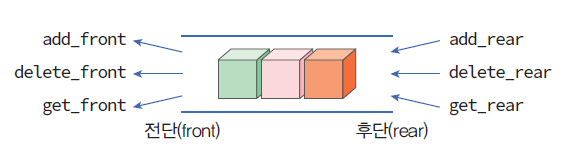 add_front
add_rear
delete_front
delete_rear
get_front
get_rear
전단(front)
후단(rear)